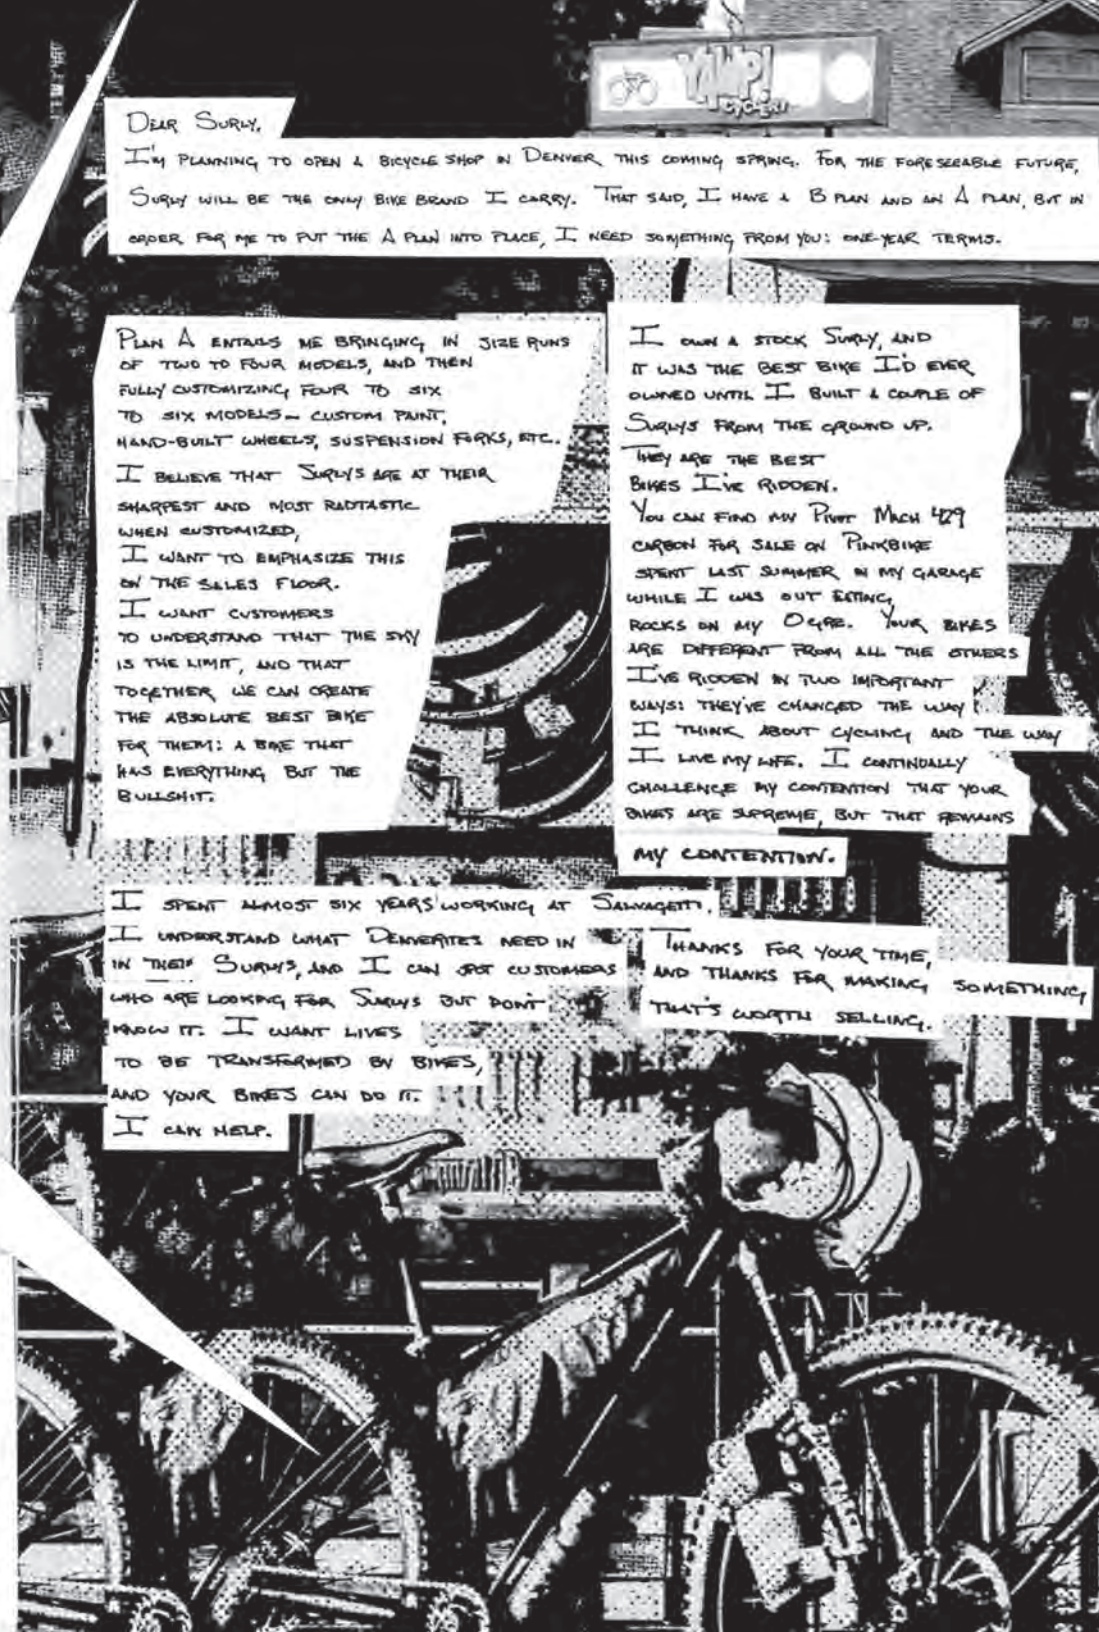 YAWP!
CYCLERY
DEAR SURLY,
I'M PLANNING TO OPEN A BICYCLE SHOP IN DENVER THIS COMING SPRING. FOR THE FORESEEABLE FUTURE,
SURLY WILL BE THE ONLY BIKE BRAND I CARRY. THAT SAID, I HAVE A B PLAN AND AN A PLAN, BUT IN
ORDER FOR ME TO PUT THE A PLAN INTO PLACE, I NEED SOMETHING FROM YOU: ONE-YEAR TERMS.
PLAN A ENTAILS ME BRINGING IN SIZE RUNS
OF TWO TO FOUR MODELS, AND THEN
FULLY CUSTOMIZING FOUR TO SIX
TO SIX MODELS— CUSTOM PAINT,
HAND-BUILT WHEELS, SUSPENSION FORKS, ETC.
I BELIEVE THAT SURLYS ARE AT THEIR
SHARPEST AND MOST RADTASTIC
WHEN CUSTOMIZED,
I WANT TO EMPHASIZE THIS
ON THE SALES FLOOR.
I WANT CUSTOMERS
TO UNDERSTAND THAT THE SKY
IS THE LIMIT, AND THAT
TOGETHER WE CAN CREATE
THE ABSOLUTE BEST BIKE
FOR THEM: A BIKE THAT
HAS EVERYTHING BUT THE
BULLSHIT.
I OWN A STOCK SURLY, AND
IT WAS THE BEST BIKE I'D EVER
OWNED UNTIL I BUILT A COUPLE OF
SURLYS FROM THE GROUND UP.
THEY ARE THE BEST
BIKES I'VE RIDDEN.
YOU CAN FIND MY PIVOT MACH 429
CARBON FOR SALE ON PINKBIKE
SPENT LAST SUMMER IN MY GARAGE
WHILE I WAS OUT EATING
ROCKS ON MY OGRE. YOUR BIKES
ARE DIFFERENT FROM ALL THE OTHERS
I'VE RIDDEN IN TWO IMPORTANT
WAYS: THEY'VE CHANGED THE WAY
I THINK ABOUT CYCLING AND THE WAY
I LIVE MY LIFE. I CONTINUALLY
CHALLENGE MY CONTENTION THAT YOUR
BIKES ARE SUPREME, BUT THAT REMAINS
MY CONTENTION.
I SPENT ALMOST SIX YEARS WORKING AT SALVAGETTI.
I UNDERSTAND WHAT DENVERITES NEED IN
IN THEIR SURLYS, AND I CAN SPOT CUSTOMERS
WHO ARE LOOKING FOR SURLYS BUT DON'T
KNOW IT. I WANT LIVES
TO BE TRANSFORMED BY BIKES,
AND YOUR BIKES CAN DO IT.
I CAN HELP.
THANKS FOR YOUR TIME,
AND THANKS FOR MAKING SOMETHING
THAT'S WORTH SELLING.